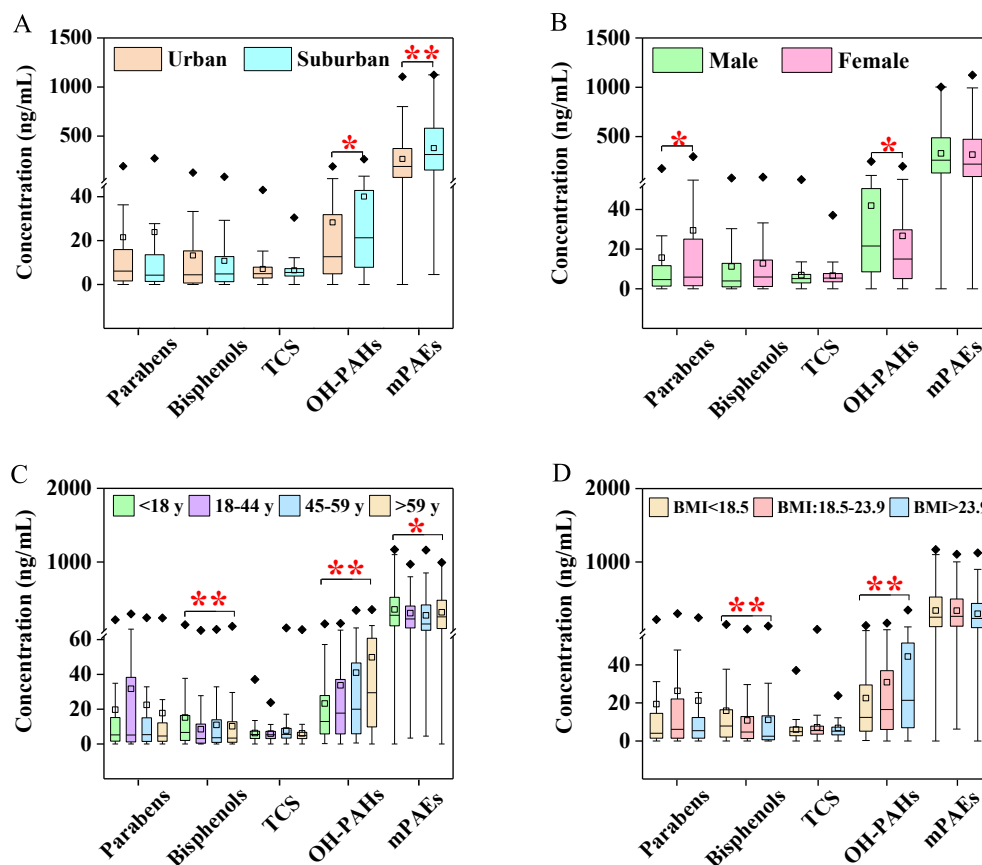 A
Urban Suburban
Concentration (ng/mL)
1500
1000
500
40
20
0
* **
Parabens Bisphenols TCS OH-PAHs mPAEs
B
Male Female
Concentration (ng/mL)
1500
1000
500
40
20
0
* *
Parabens Bisphenols TCS OH-PAHs mPAEs
C
<18 y 18-44 y 45-59 y >59 y
Concentration (ng/mL)
2000
1000
60
40
20
0
** ** *
Parabens Bisphenols TCS OH-PAHs mPAEs
D
BMI<18.5 BMI:18.5-23.9 BMI>23.9
Concentration (ng/mL)
2000
1000
40
20
0
** **
Parabens Bisphenols TCS OH-PAHs mPAEs